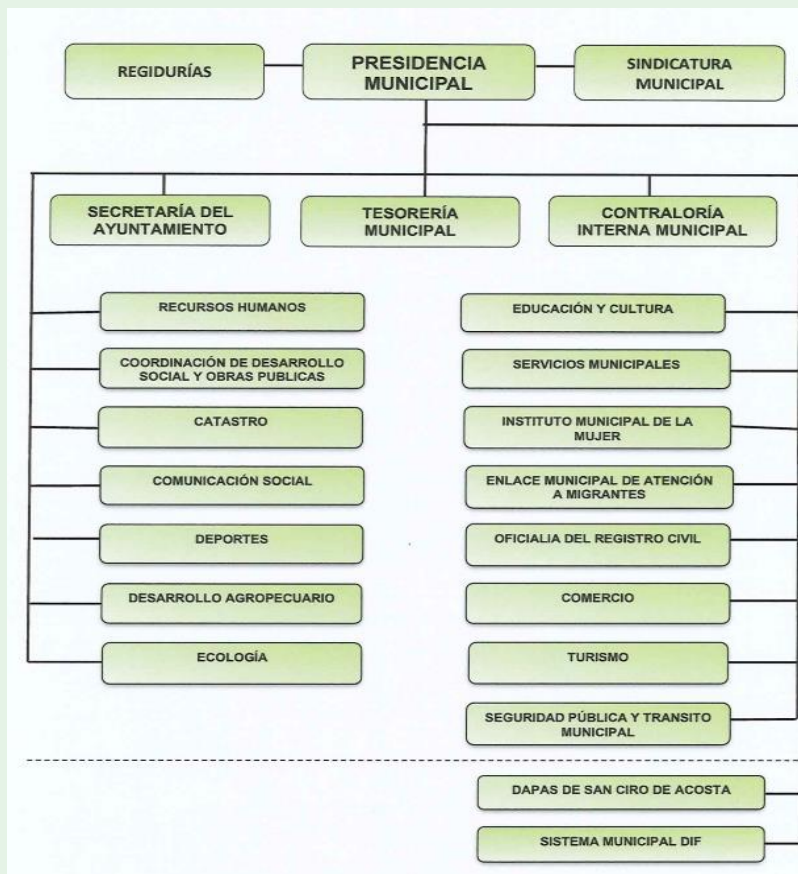 REGIDURÍAS
PRESIDENCIA
MUNICIPAL
SINDICATURA
MUNICIPAL
SECRETARÍA DEL
AYUNTAMIENTO
TESORERÍA
MUNICIPAL
CONTRALORÍA
INTERNA MUNICIPAL
RECURSOS HUMANOS
COORDINACIÓN DE DESARROLLO
SOCIAL Y OBRAS PUBLICAS
CATASTRO
COMUNICACIÓN SOCIAL
DEPORTES
DESARROLLO AGROPECUARIO
ECOLOGÍA
EDUCACIÓN Y CULTURA
SERVICIOS MUNICIPALES
INSTITUTO MUNICIPAL DE LA
MUJER
ENLACE MUNICIPAL DE ATENCIÓN
A MIGRANTES
OFICIALIA DEL REGISTRO CIVIL
COMERCIO
TURISMO
SEGURIDAD PÚBLICA Y TRANSITO
MUNICIPAL
DAPAS DE SAN CIRO DE ACOSTA
SISTEMA MUNICIPAL DIF